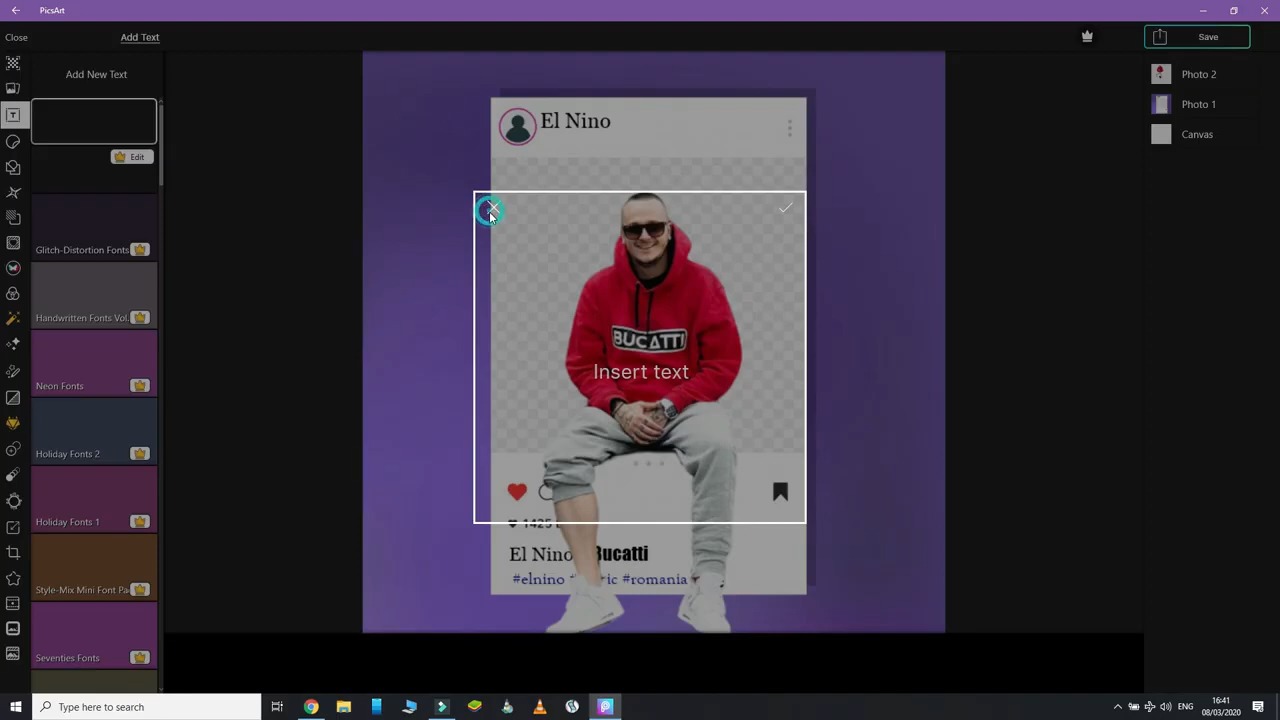 PicsArt
Close
Add Text
Save
Add New Text
Edit
Glitch-Distortion Fonts
Handwritten Fonts Vol.
Neon Fonts
Holiday Fonts 2
Holiday Fonts 1
Style-Mix Mini Font Pa
Seventies Fonts
El Nino
BUCATTI
Insert text
1425
El Nino Bucatti
#elnino #romania
Photo 2
Photo 1
Canvas
Type here to search
ENG
16:41
08/03/2020